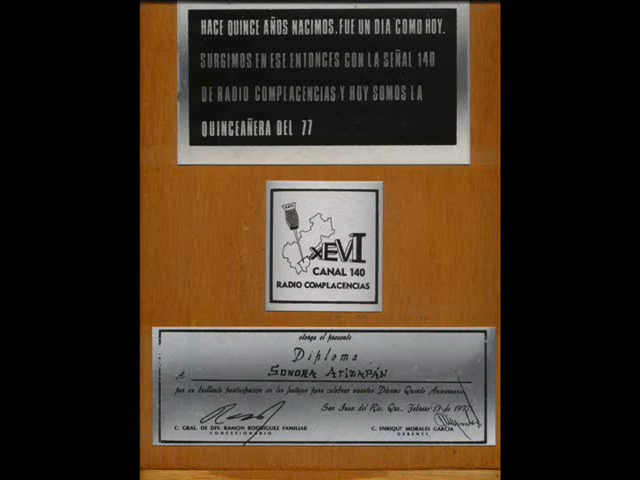 HACE QUINCE AÑOS NACIMOS. FUE UN DIA COMO HOY.
SURGIMOS EN ESE ENTONCES CON LA SEÑAL 140
DE RADIO COMPLACENCIAS Y HOY SOMOS LA
QUINCEAÑERA DEL 77
XEVI
CANAL 140
RADIO COMPLACENCIAS
otorga el presente
Diploma
A: SONORA ATIZAPÁN
por su brillante participación en los festejos para celebrar nuestro Décimo Quinto Aniversario
San Juan del Río, Qro., Febrero 13 de 1977
C. GRAL. DE DIV. RAMON RODRIGUEZ FAMILIAR
CONCESIONARIO
C. ENRIQUE MORALES GARCIA
GERENTE